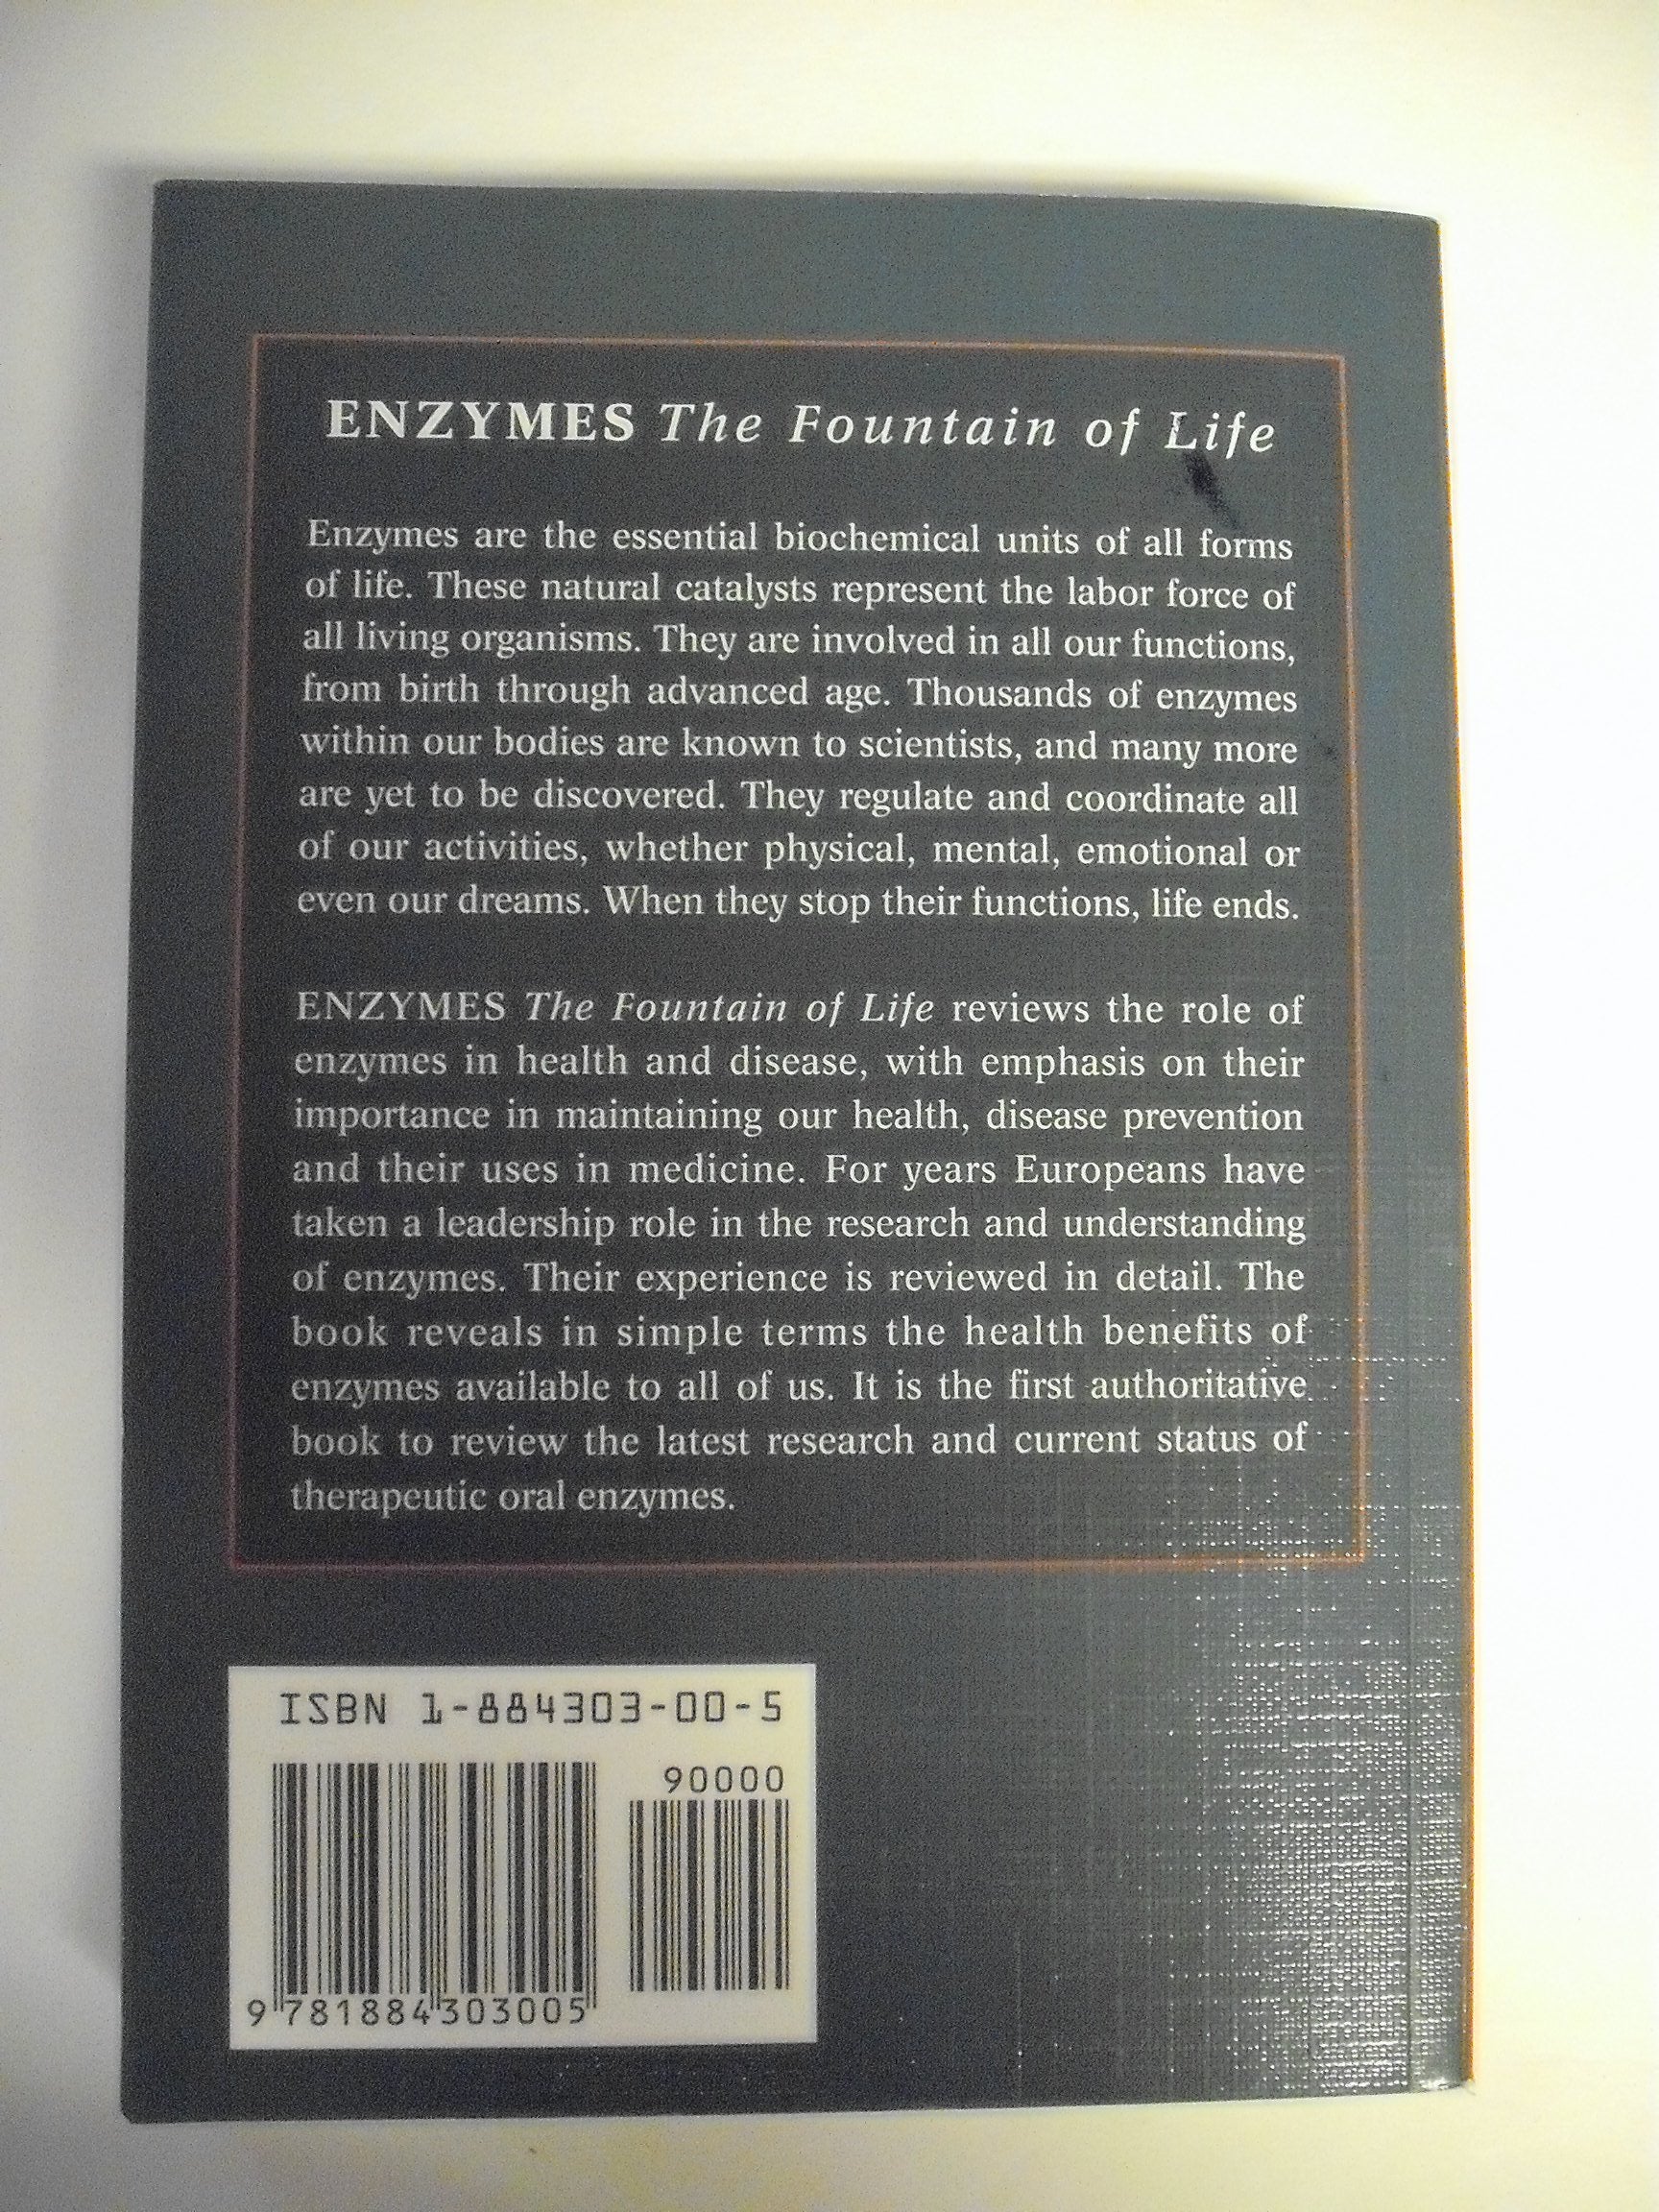 ENZYMES The Fountain of Life
Enzymes are the essential biochemical units of all forms
of life. These natural catalysts represent the labor force of
all living organisms. They are involved in all our functions,
from birth through advanced age. Thousands of enzymes
within our bodies are known to scientists, and many more
are yet to be discovered. They regulate and coordinate all
of our activities, whether physical, mental, emotional or
even our dreams. When they stop their functions, life ends.
ENZYMES The Fountain of Life reviews the role of
enzymes in health and disease, with emphasis on their
importance in maintaining our health, disease prevention
and their uses in medicine. For years Europeans have
taken a leadership role in the research and understanding
of enzymes. Their experience is reviewed in detail. The
book reveals in simple terms the health benefits of
enzymes available to all of us. It is the first authoritative
book to review the latest research and current status of
therapeutic oral enzymes.
ISBN 1-884303-00-5
90000
9 781884 303005